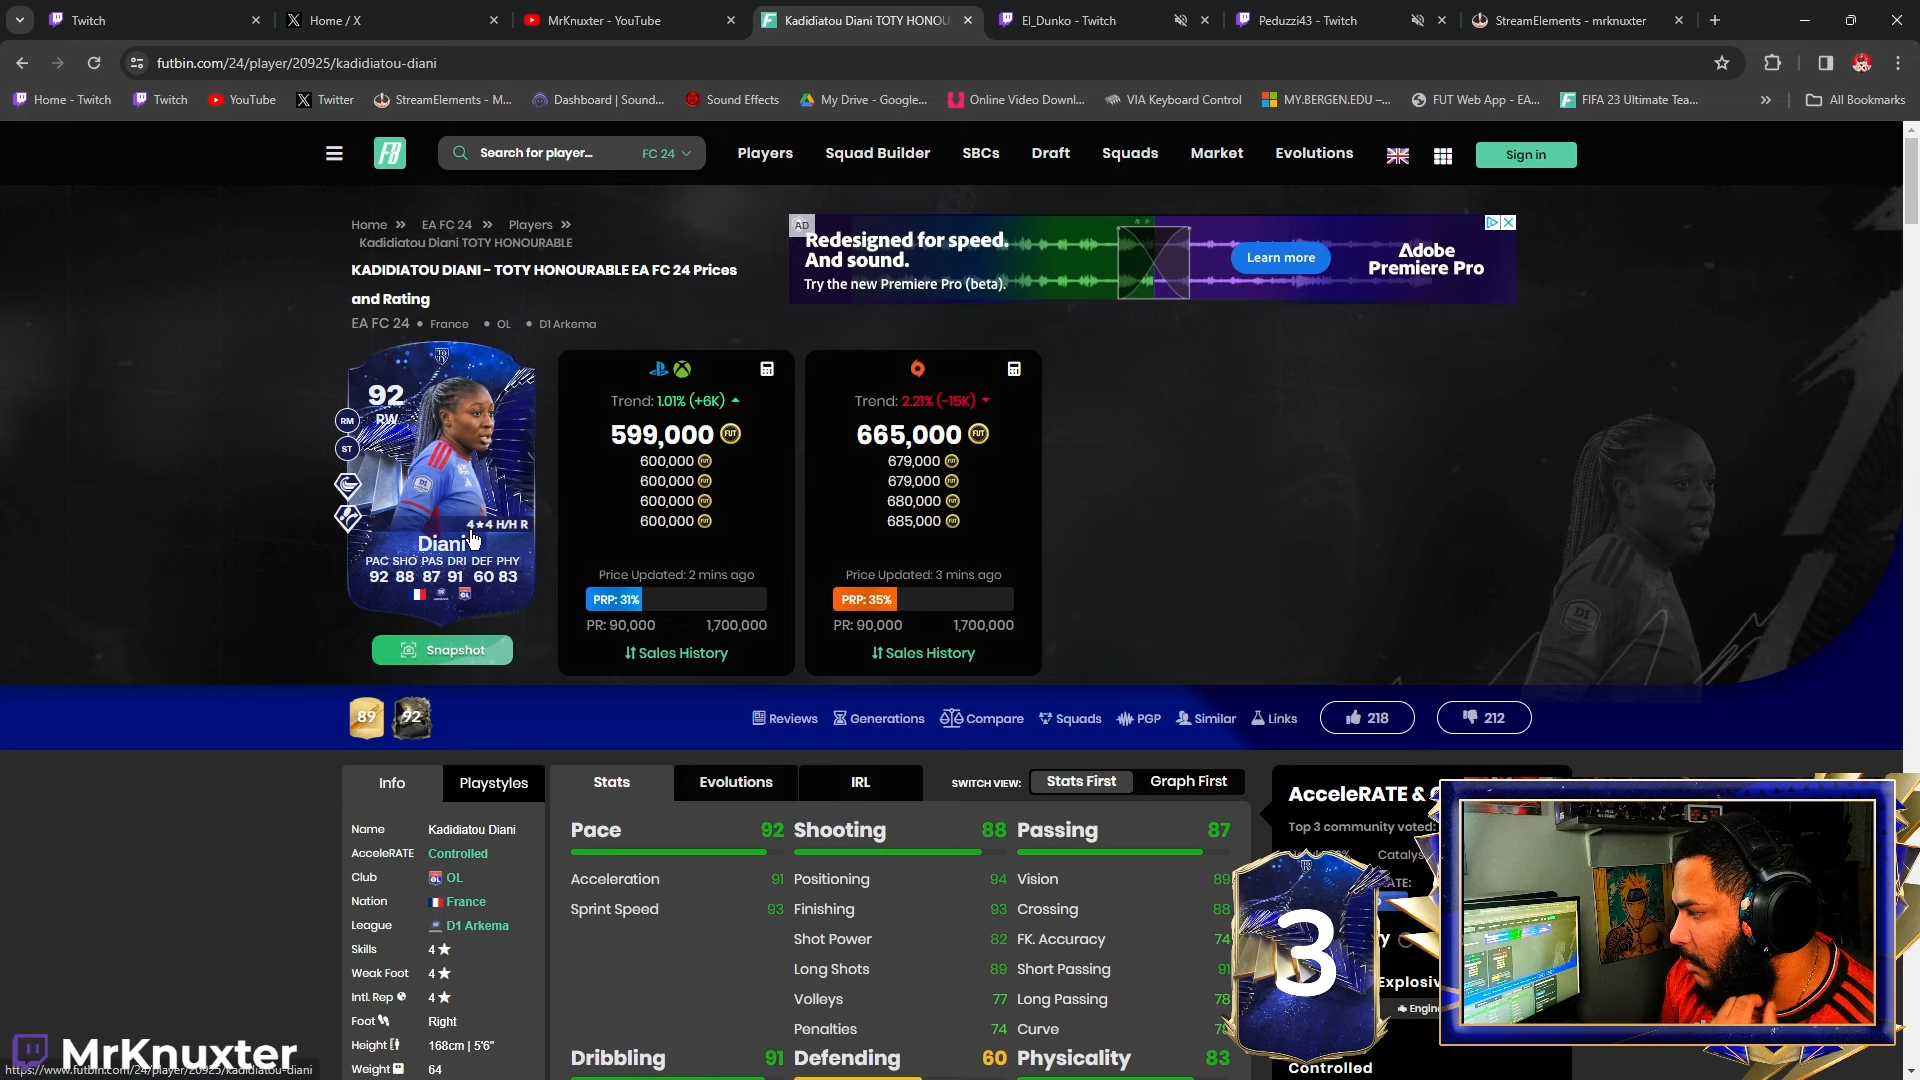 Twitch
Home / X
MrKnuxter - YouTube
Kadidiatou Diani TOTY HONOU
El_Dunko - Twitch
Peduzzi43 - Twitch
StreamElements - mrknuxter
futbin.com/24/player/20925/kadidiatou-diani
Home - Twitch
Twitch
YouTube
Twitter
StreamElements - M...
Dashboard | Sound...
Sound Effects
My Drive - Google...
Online Video Downl...
VIA Keyboard Control
MY.BERGEN.EDU –...
FUT Web App - EA...
FIFA 23 Ultimate Tea...
All Bookmarks
FB
Search for player...
FC 24
Players
Squad Builder
SBCs
Draft
Squads
Market
Evolutions
Sign in
Home » EA FC 24 » Players »
Kadidiatou Diani TOTY HONOURABLE
KADIDIATOU DIANI - TOTY HONOURABLE EA FC 24 Prices
and Rating
EA FC 24 • France • OL • D1 Arkema
AD
Redesigned for speed.
And sound.
Try the new Premiere Pro (beta).
Learn more
Adobe
Premiere Pro
92
RW
RM
ST
4★4 H/H R
Diani
PAC SHO PAS DRI DEF PHY
92 88 87 91 60 83
Snapshot
Trend: 1.01% (+6K)
599,000
600,000
600,000
600,000
600,000
Price Updated: 2 mins ago
PRP: 31%
PR: 90,000 1,700,000
Sales History
Trend: 2.21% (-15K)
665,000
679,000
679,000
680,000
685,000
Price Updated: 3 mins ago
PRP: 35%
PR: 90,000 1,700,000
Sales History
89
92
Reviews
Generations
Compare
Squads
PGP
Similar
Links
218
212
Info
Playstyles
Stats
Evolutions
IRL
SWITCH VIEW:
Stats First
Graph First
Name Kadidiatou Diani
AcceleRATE Controlled
Club OL
Nation France
League D1 Arkema
Skills 4★
Weak Foot 4★
Intl. Rep 4★
Foot Right
Height 168cm | 5'6"
Weight 64
Pace 92
Acceleration 91
Sprint Speed 93
Shooting 88
Positioning 94
Finishing 93
Shot Power 82
Long Shots 89
Volleys 77
Penalties 74
Passing 87
Vision 89
Crossing 88
FK. Accuracy 74
Short Passing 91
Long Passing 78
Curve
Dribbling 91
Defending 60
Physicality 83
AcceleRATE &
Top 3 community voted:
Catalys
ATE:
Explosiv
Engin
Controlled
3
MrKnuxter
https://www.futbin.com/24/player/20925/kadidiatou-diani